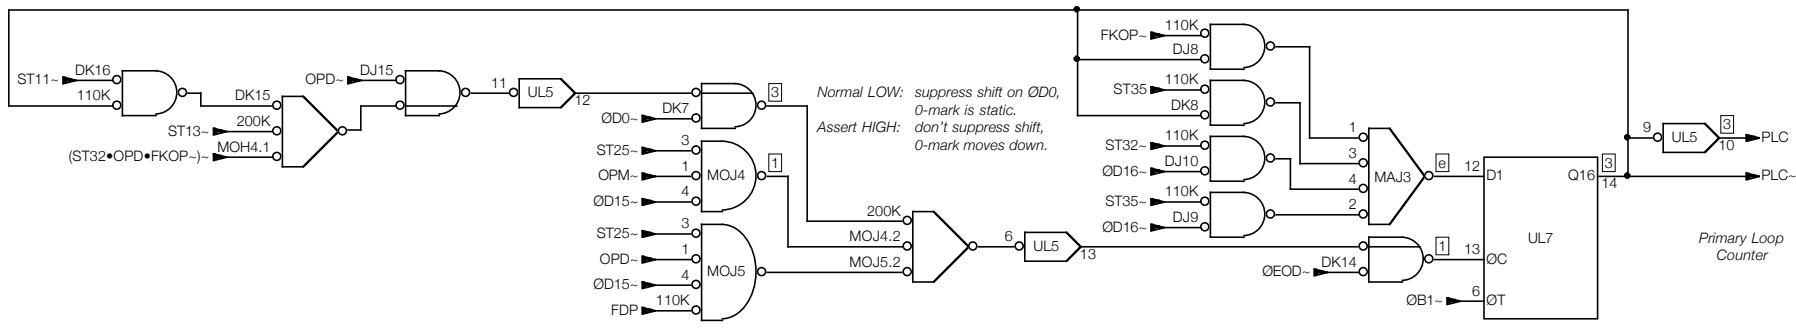 ST11~ DK16
110K
DK15
ST13~ 200K
(ST32•OPD•FKOP~)~ MOH4.1
OPD~ DJ15
11 UL5 12
ØD0~ DK7
3
ST25~ 3
OPM~ 1 MOJ4
ØD15~ 4
1
ST25~ 3
OPD~ 1
MOJ5
ØD15~ 4
FDP 110K
Normal LOW: suppress shift on ØD0,
0-mark is static.
Assert HIGH: don't suppress shift,
0-mark moves down.
200K
MOJ4.2
MOJ5.2
6 UL5 13
FKOP~ 110K
DJ8
ST35 110K
DK8
ST32~ 110K
ØD16~ DJ10
ST35~ 110K
ØD16~ DJ9
1
3
4
2
MAJ3
e
ØEOD~ DK14
1
12 D1
13 ØC
ØB1~ 6 ØT
UL7
Q16 3
14
9 UL5 3
10 PLC
PLC~
Primary Loop
Counter